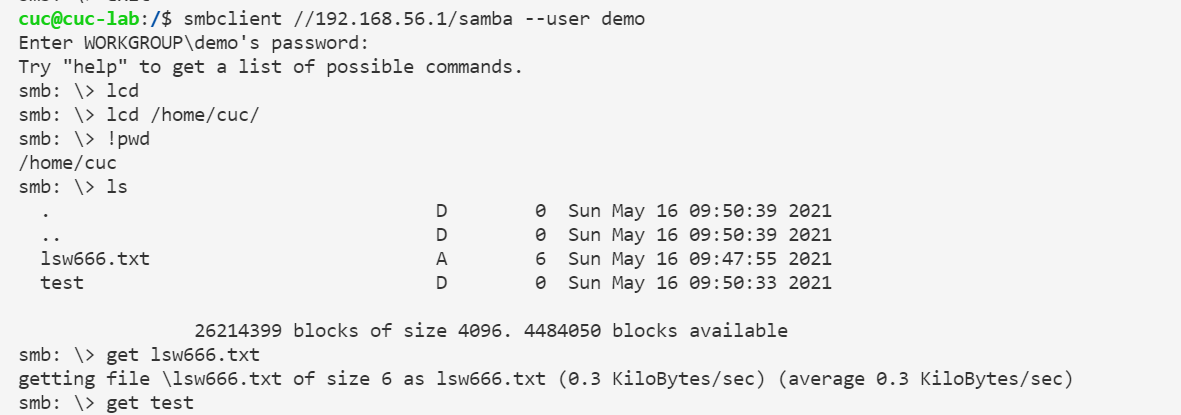 cuc@cuc-lab:/$ smbclient //192.168.56.1/samba --user demo
Enter WORKGROUP\demo's password:
Try "help" to get a list of possible commands.
smb: \> lcd
smb: \> lcd /home/cuc/
smb: \> !pwd
/home/cuc
smb: \> ls
  .                                   D        0  Sun May 16 09:50:39 2021
  ..                                  D        0  Sun May 16 09:50:39 2021
  lsw666.txt                          A        6  Sun May 16 09:47:55 2021
  test                                D        0  Sun May 16 09:50:33 2021
                26214399 blocks of size 4096. 4484050 blocks available
smb: \> get lsw666.txt
getting file \lsw666.txt of size 6 as lsw666.txt (0.3 KiloBytes/sec) (average 0.3 KiloBytes/sec)
smb: \> get test